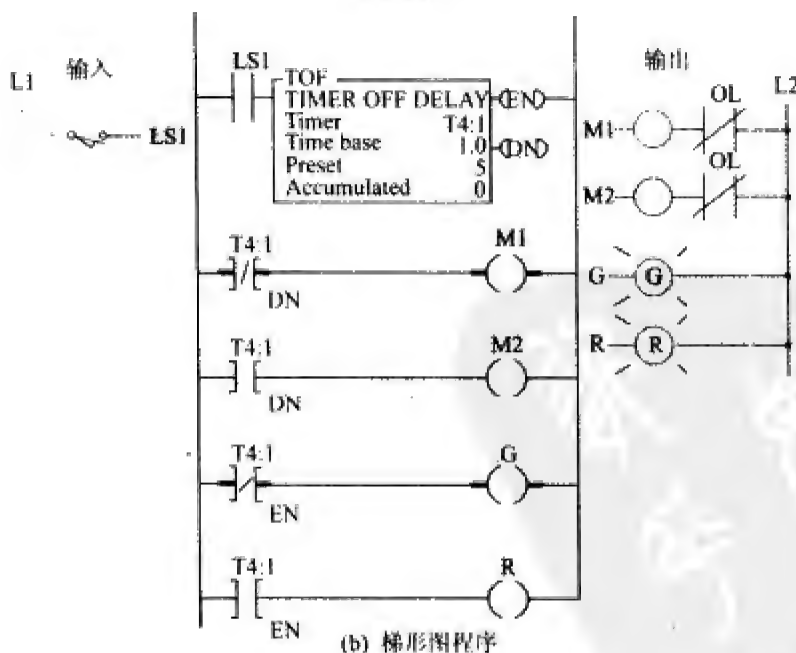 L1
输入
LS1
LS1
TOF
TIMER OFF DELAY
EN
Timer T4:1
Time base 1.0
DN
Preset 5
Accumulated 0
输出
L2
OL
M1
OL
M2
G G
R R
T4:1
DN
M1
T4:1
DN
M2
T4:1
EN
G
T4:1
EN
R
(b) 梯形图程序